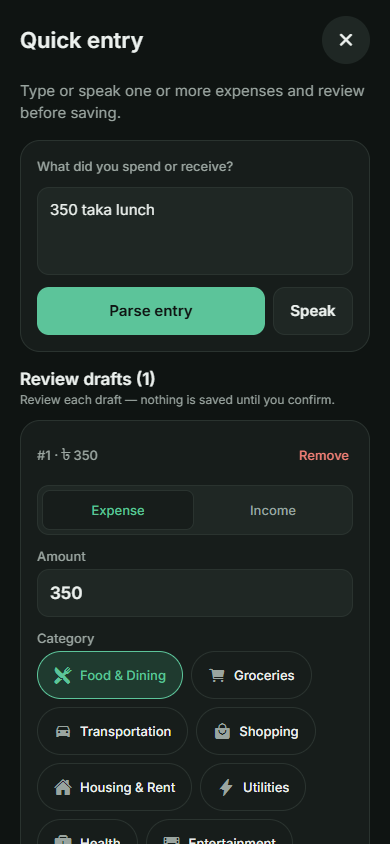 Quick entry
Type or speak one or more expenses and review
before saving.
What did you spend or receive?
350 taka lunch
Parse entry
Speak
Review drafts (1)
Review each draft — nothing is saved until you confirm.
#1 · ৳ 350
Remove
Expense
Income
Amount
350
Category
Food & Dining
Groceries
Transportation
Shopping
Housing & Rent
Utilities
Health
Entertainment